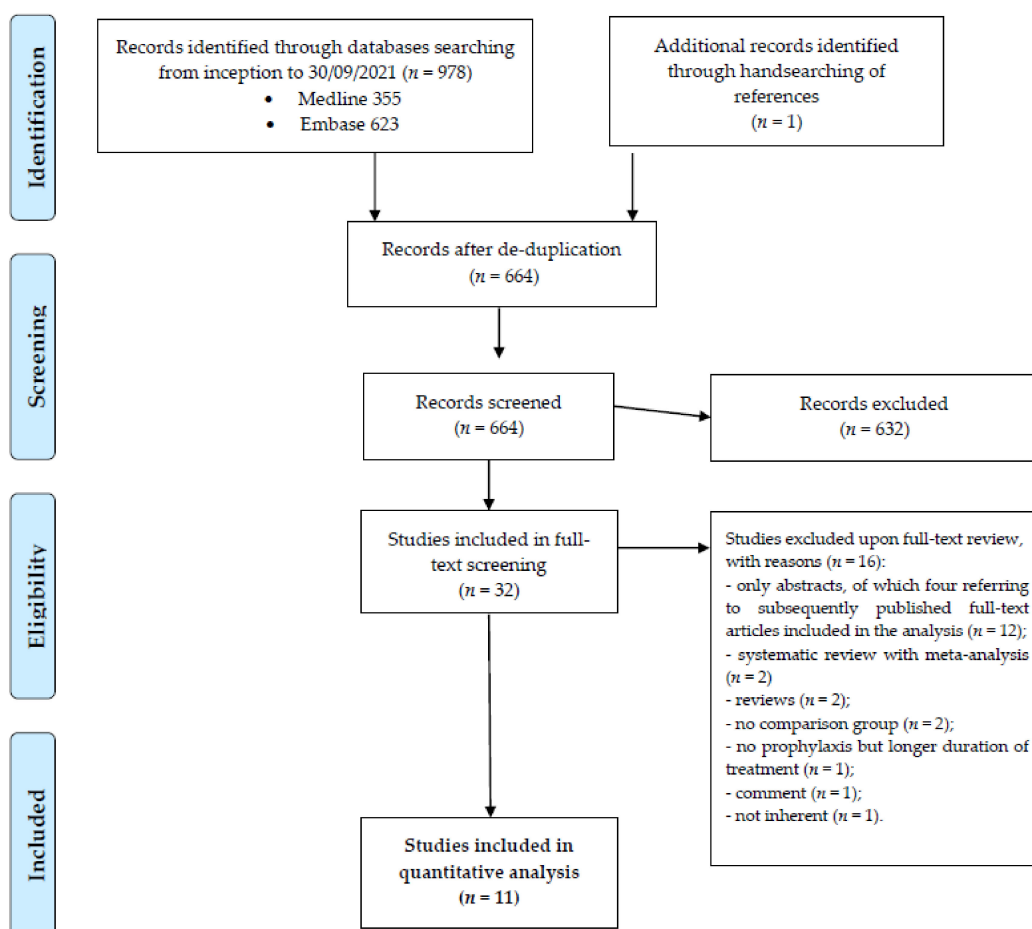 Identification
Records identified through databases searching
from inception to 30/09/2021 (n = 978)
• Medline 355
• Embase 623
Additional records identified
through handsearching of
references
(n = 1)
Records after de-duplication
(n = 664)
Screening
Records screened
(n = 664)
Records excluded
(n = 632)
Eligibility
Studies included in full-
text screening
(n = 32)
Studies excluded upon full-text review,
with reasons (n = 16):
- only abstracts, of which four referring
to subsequently published full-text
articles included in the analysis (n = 12);
- systematic review with meta-analysis
(n = 2)
- reviews (n = 2);
- no comparison group (n = 2);
- no prophylaxis but longer duration of
treatment (n = 1);
- comment (n = 1);
- not inherent (n = 1).
Included
Studies included in
quantitative analysis
(n = 11)